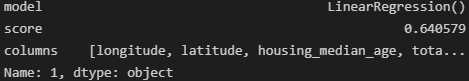 model LinearRegression()
score 0.640579
columns [longitude, latitude, housing_median_age, tota...
Name: 1, dtype: object